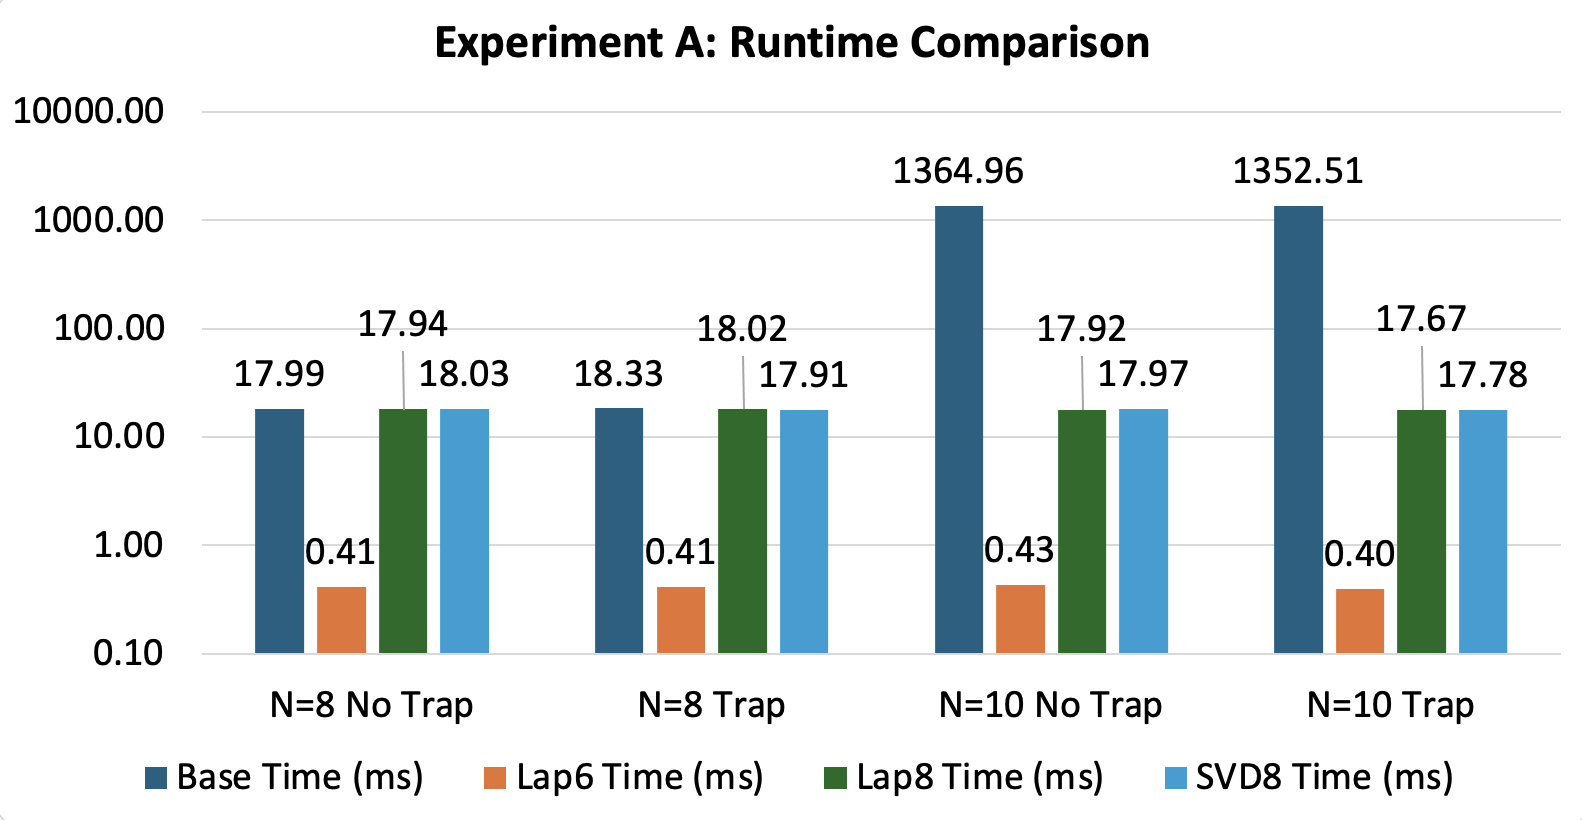 Experiment A: Runtime Comparison
10000.00
1000.00
100.00
10.00
1.00
0.10
17.99
0.41
17.94
18.03
18.33
0.41
18.02
17.91
1364.96
0.43
17.92
17.97
1352.51
0.40
17.67
17.78
N=8 No Trap
N=8 Trap
N=10 No Trap
N=10 Trap
Base Time (ms)
Lap6 Time (ms)
Lap8 Time (ms)
SVD8 Time (ms)